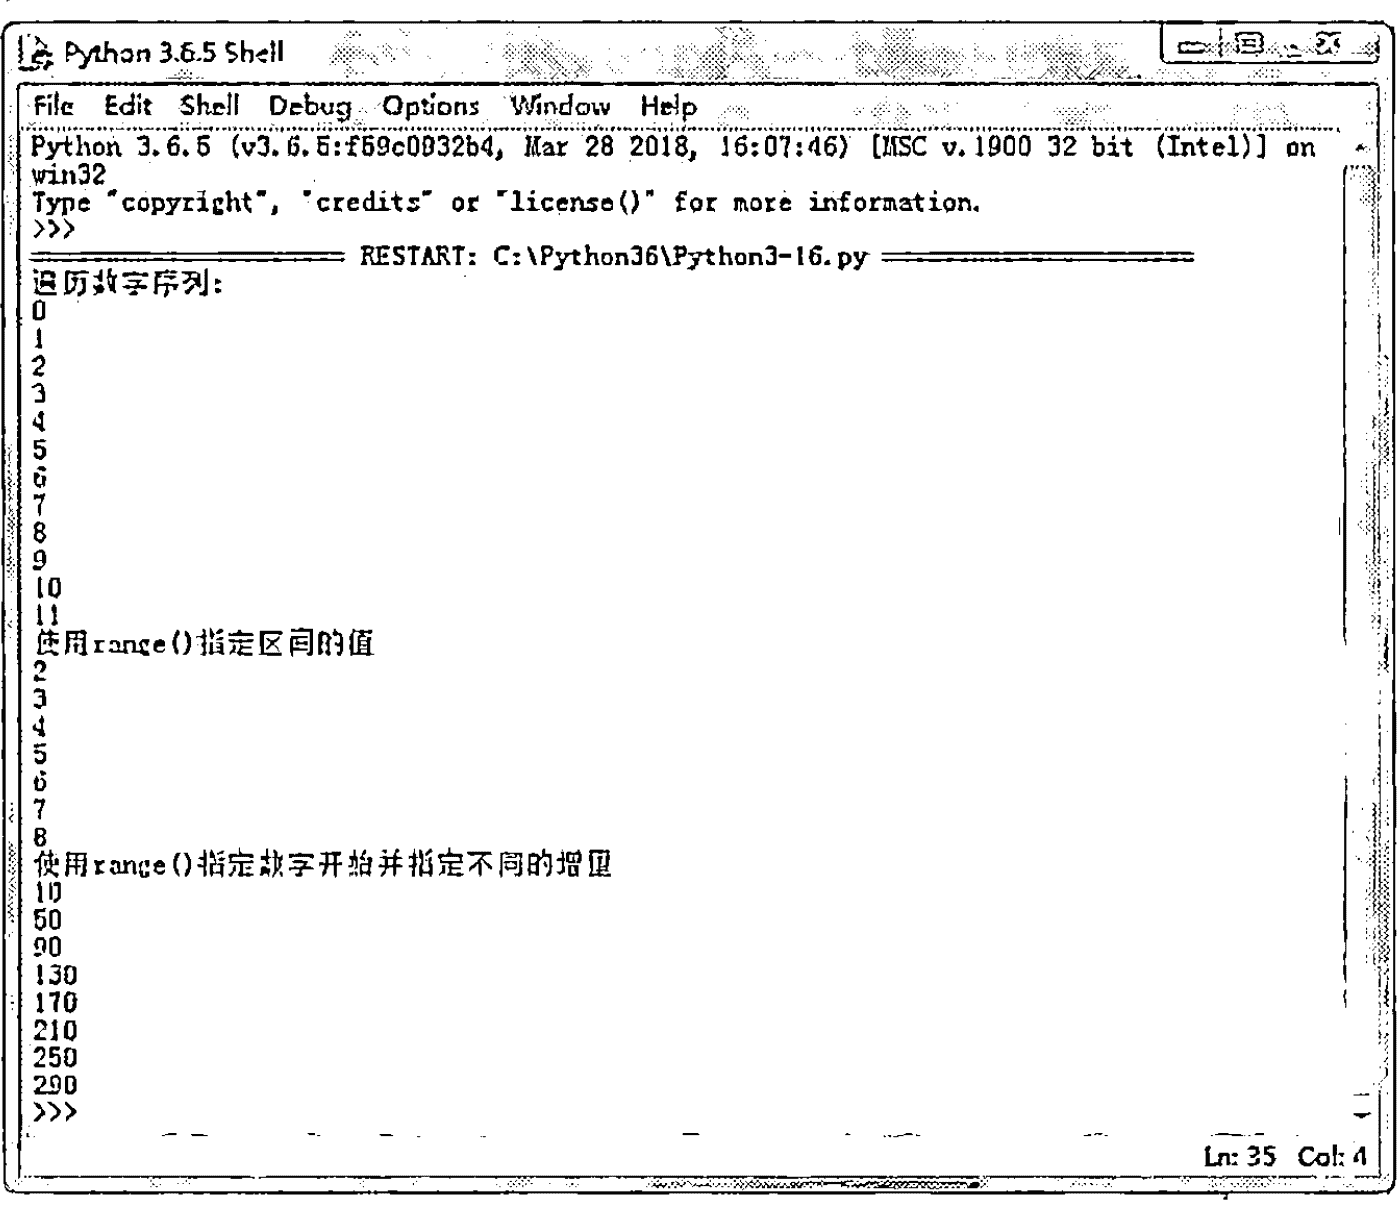 Python 3.6.5 Shell
File Edit Shell Debug Options Window Help
Python 3.6.5 (v3.6.5:f59c0932b4, Mar 28 2018, 16:07:46) [MSC v.1900 32 bit (Intel)] on
win32
Type "copyright", "credits" or "license()" for more information.
>>>
=================== RESTART: C:\Python36\Python3-16.py ===================
遍历数字序列:
0
1
2
3
4
5
6
7
8
9
10
11
使用range()指定区间的值
2
3
4
5
6
7
8
使用range()指定数字开始并指定不同的增量
10
50
90
130
170
210
250
290
>>>
Ln: 35 Col: 4